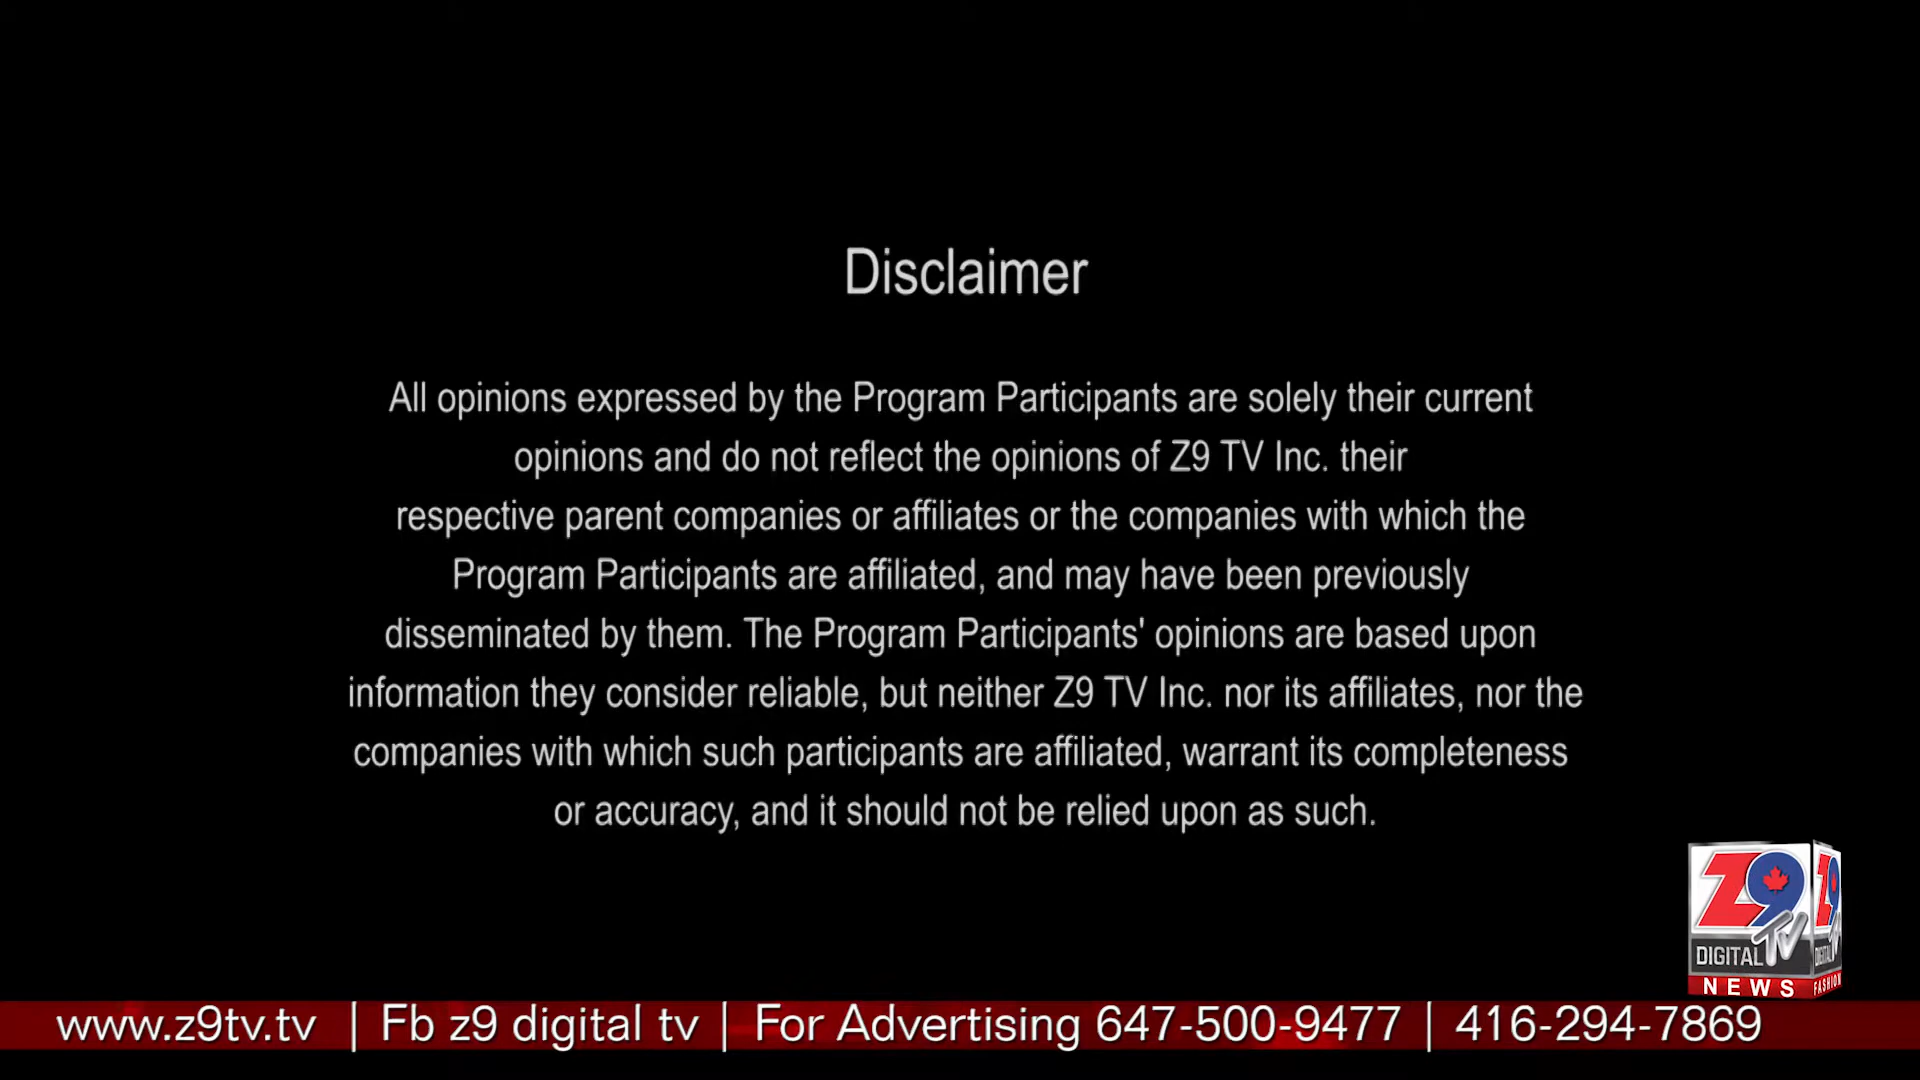 Disclaimer
All opinions expressed by the Program Participants are solely their current
opinions and do not reflect the opinions of Z9 TV Inc. their
respective parent companies or affiliates or the companies with which the
Program Participants are affiliated, and may have been previously
disseminated by them. The Program Participants' opinions are based upon
information they consider reliable, but neither Z9 TV Inc. nor its affiliates, nor the
companies with which such participants are affiliated, warrant its completeness
or accuracy, and it should not be relied upon as such.
Z9 Z9
DIGITAL TV DIGITAL TV
NEWS FASHION
www.z9tv.tv | Fb z9 digital tv | For Advertising 647-500-9477 | 416-294-7869